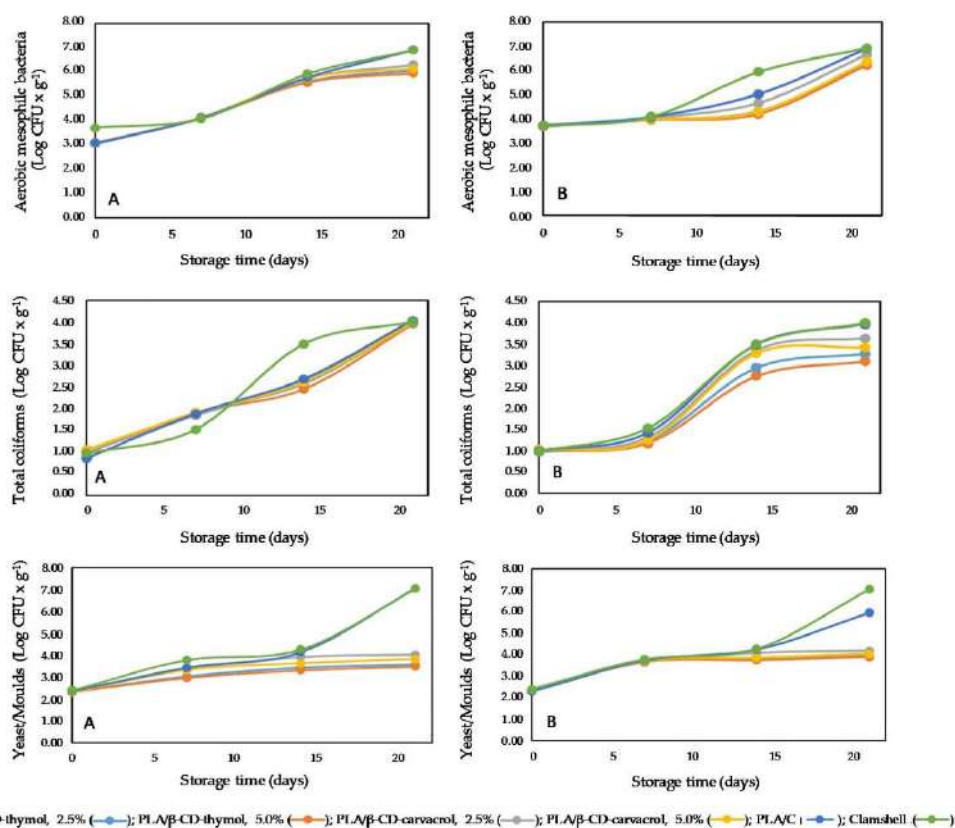 Aerobic mesophilic bacteria
(Log CFU x g-1)
8.00
7.00
6.00
5.00
4.00
3.00
2.00
1.00
0.00
A
0 5 10 15 20
Storage time (days)
Aerobic mesophilic bacteria
(Log CFU x g-1)
8.00
7.00
6.00
5.00
4.00
3.00
2.00
1.00
0.00
B
0 5 10 15 20
Storage time (days)
Total coliforms (Log CFU x g-1)
4.50
4.00
3.50
3.00
2.50
2.00
1.50
1.00
0.50
0.00
A
0 5 10 15 20
Storage time (days)
Total coliforms (Log CFU x g-1)
4.50
4.00
3.50
3.00
2.50
2.00
1.50
1.00
0.50
0.00
B
0 5 10 15 20
Storage time (days)
Yeast/Moulds (Log CFU x g-1)
8.00
7.00
6.00
5.00
4.00
3.00
2.00
1.00
0.00
A
0 5 10 15 20
Storage time (days)
Yeast/Moulds (Log CFU x g-1)
8.00
7.00
6.00
5.00
4.00
3.00
2.00
1.00
0.00
B
0 5 10 15 20
Storage time (days)
-thymol, 2.5% ( ); PLA/β-CD-thymol, 5.0% ( ); PLA/β-CD-carvacrol, 2.5% ( ); PLA/β-CD-carvacrol, 5.0% ( ); PLA/C ( ); Clamshell ( )